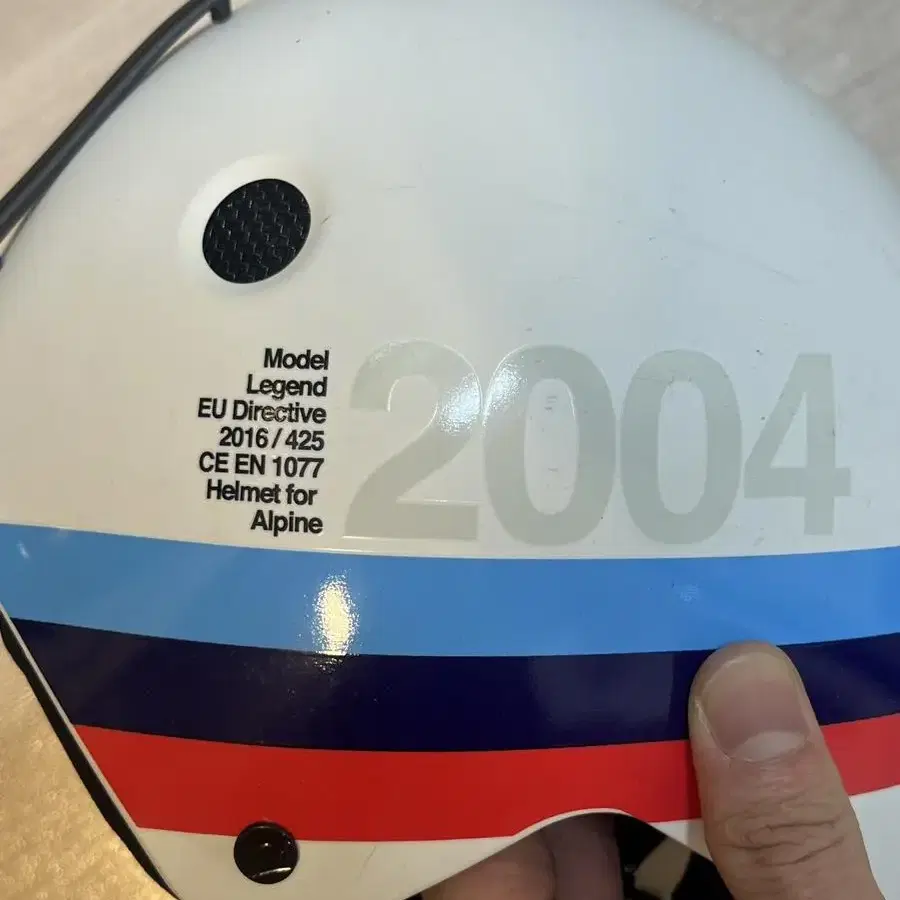 Model
Legend
EU Directive
2016 / 425
CE EN 1077
Helmet for
Alpine
2004